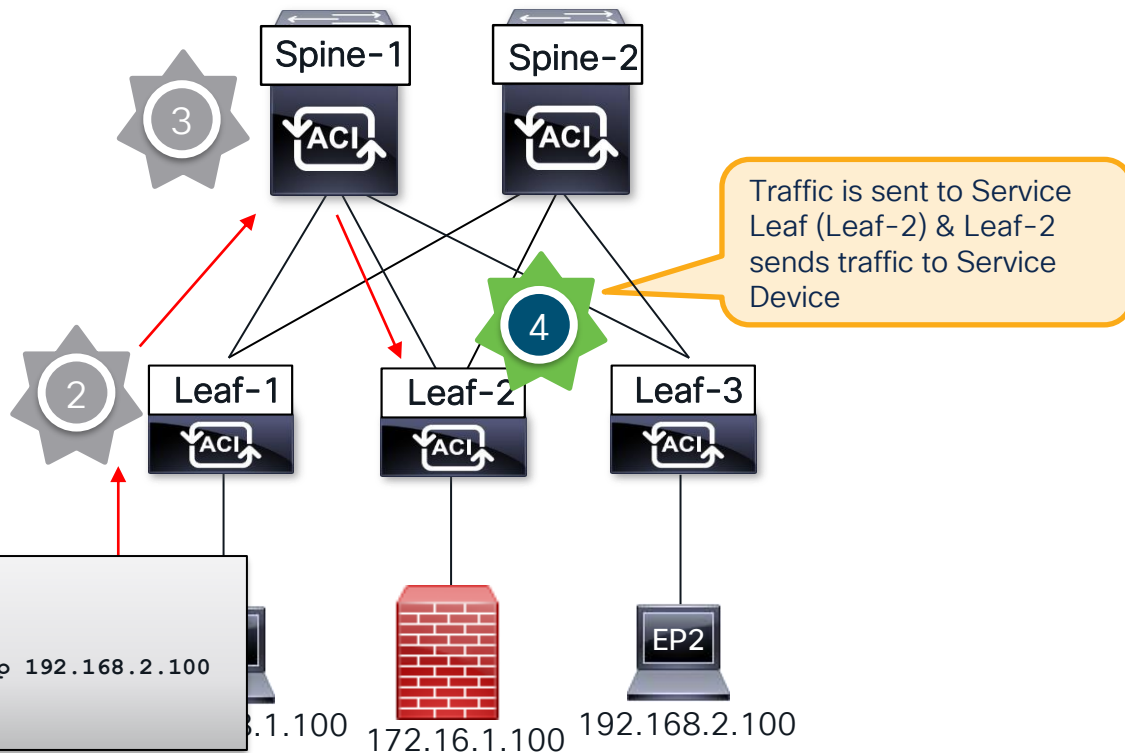 Spine-1
Spine-2
3
ACI
ACI
Traffic is sent to Service
Leaf (Leaf-2) & Leaf-2
sends traffic to Service
Device
4
2
Leaf-1
Leaf-2
Leaf-3
ACI
ACI
ACI
EP2
192.168.2.100
.1.100
172.16.1.100
192.168.2.100